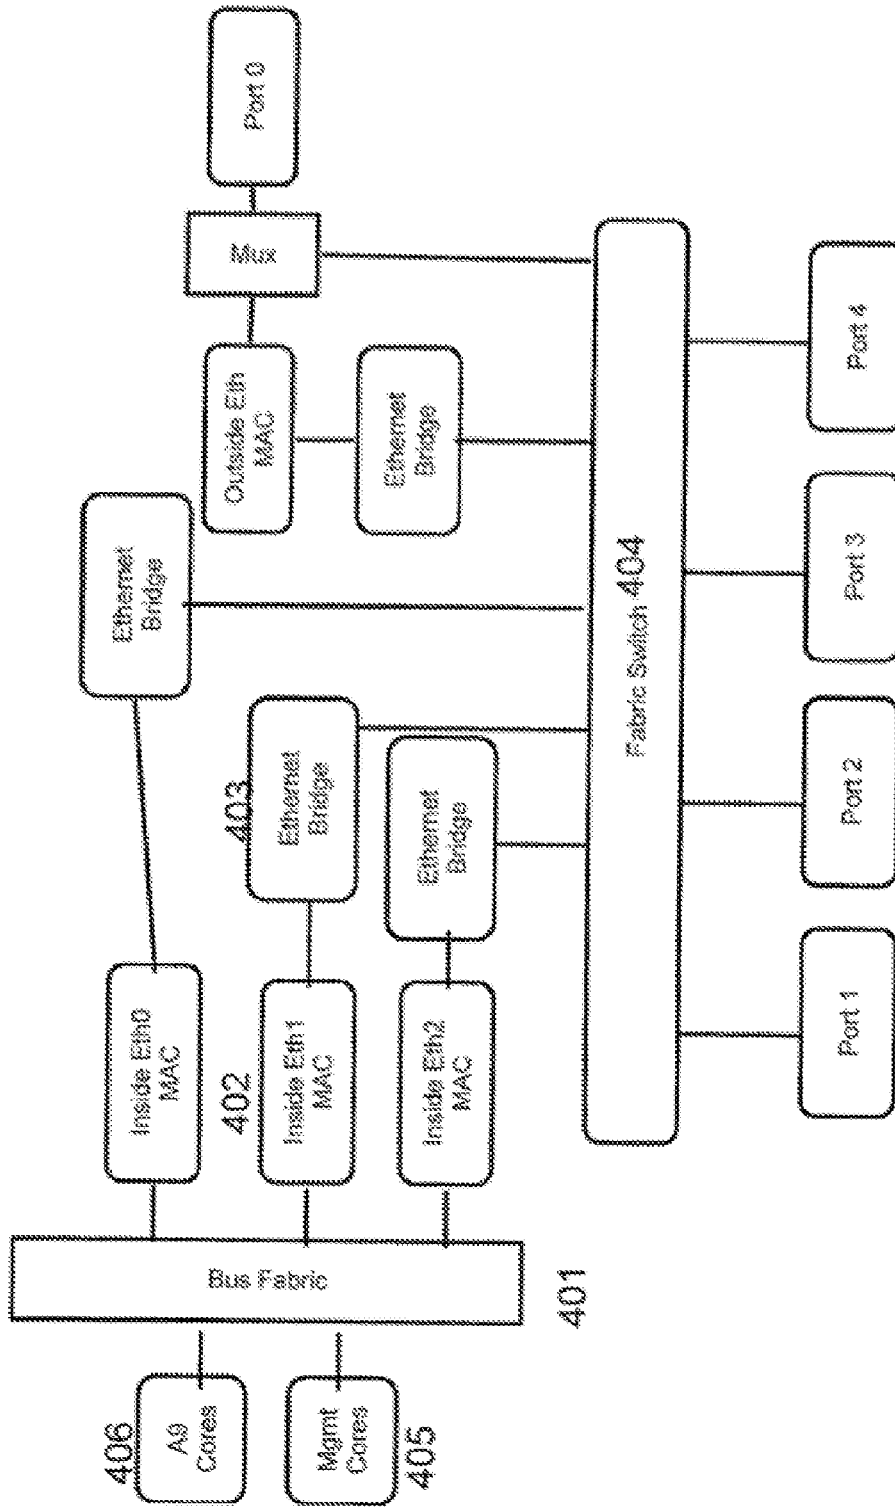 406
A9
Cores
Mgmt
Cores
405
Bus Fabric
401
Inside Eth0
MAC
402
Inside Eth1
MAC
Inside Eth2
MAC
Ethernet
Bridge
403
Ethernet
Bridge
Ethernet
Bridge
Outside Eth
MAC
Ethernet
Bridge
Mux
Port 0
Fabric Switch 404
Port 1
Port 2
Port 3
Port 4